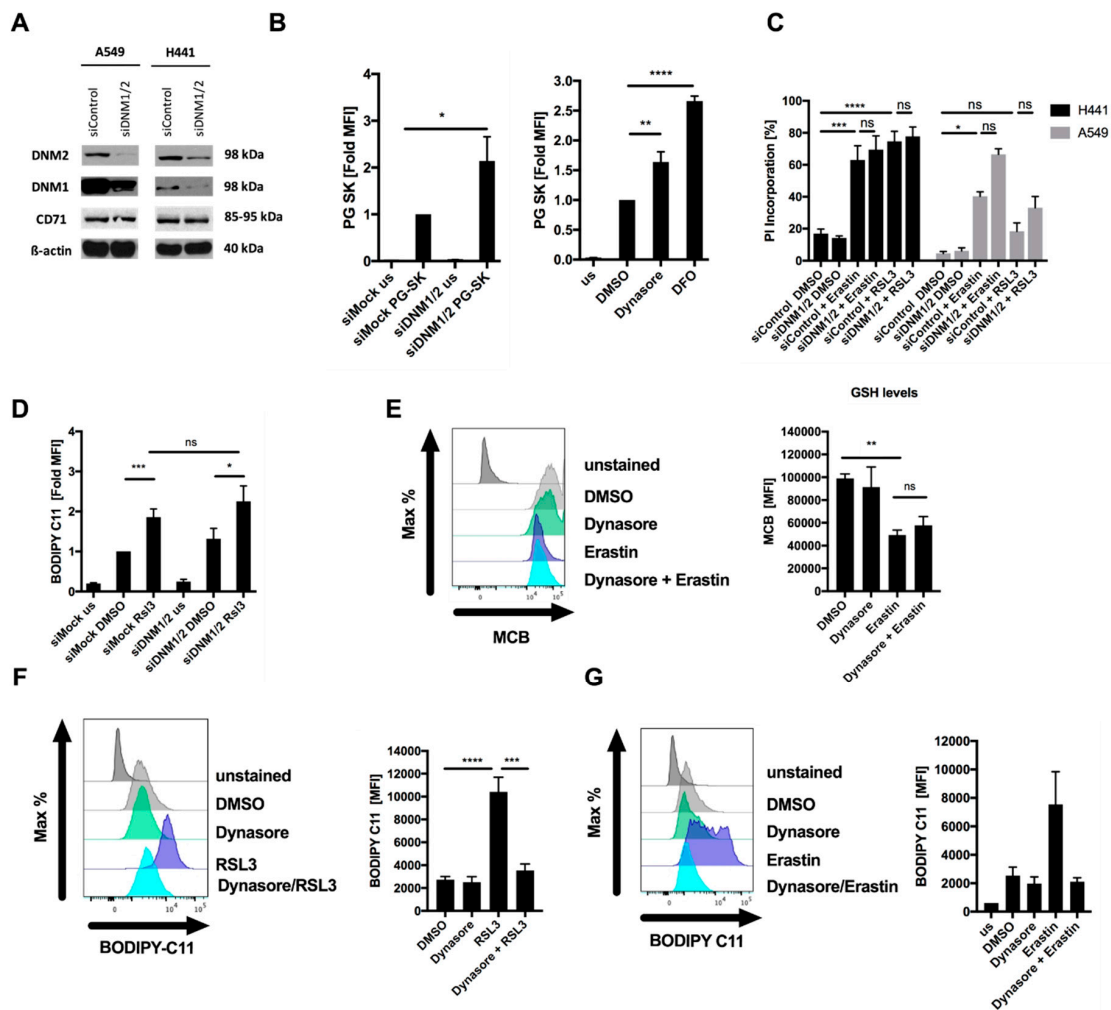 A
A549
H441
siControl
siDNM1/2
siControl
siDNM1/2
DNM2
98 kDa
DNM1
98 kDa
CD71
85-95 kDa
ß-actin
40 kDa
B
PG SK [Fold MFI]
5
4
3
2
1
0
*
siMock us
siMock PG-SK
siDNM1/2 us
siDNM1/2 PG-SK
PG SK [Fold MFI]
3.0
2.5
2.0
1.5
1.0
0.5
0.0
****
**
us
DMSO
Dynasore
DFO
C
PI Incorporation [%]
100
80
60
40
20
0
**** ns
*** ns
ns ns
* ns
H441
A549
siControl DMSO
siDNM1/2 DMSO
siControl + Erastin
siDNM1/2 + Erastin
siControl + RSL3
siDNM1/2 + RSL3
siControl DMSO
siDNM1/2 DMSO
siControl + Erastin
siDNM1/2 + Erastin
siControl + RSL3
siDNM1/2 + RSL3
D
BODIPY C11 [Fold MFI]
4
3
2
1
0
ns
***
*
siMock us
siMock DMSO
siMock Rsl3
siDNM1/2 us
siDNM1/2 DMSO
siDNM1/2 Rsl3
E
Max %
unstained
DMSO
Dynasore
Erastin
Dynasore + Erastin
0 10⁴ 10⁵
MCB
GSH levels
MCB [MFI]
120000
100000
80000
60000
40000
20000
0
**
ns
DMSO
Dynasore
Erastin
Dynasore + Erastin
F
Max %
unstained
DMSO
Dynasore
RSL3
Dynasore/RSL3
0 10⁴ 10⁵
BODIPY-C11
BODIPY C11 [MFI]
14000
12000
10000
8000
6000
4000
2000
0
**** ***
DMSO
Dynasore
RSL3
Dynasore + RSL3
G
Max %
unstained
DMSO
Dynasore
Erastin
Dynasore/Erastin
0 10⁴ 10⁵
BODIPY C11
BODIPY C11 [MFI]
12000
10000
8000
6000
4000
2000
0
us
DMSO
Dynasore
Erastin
Dynasore + Erastin